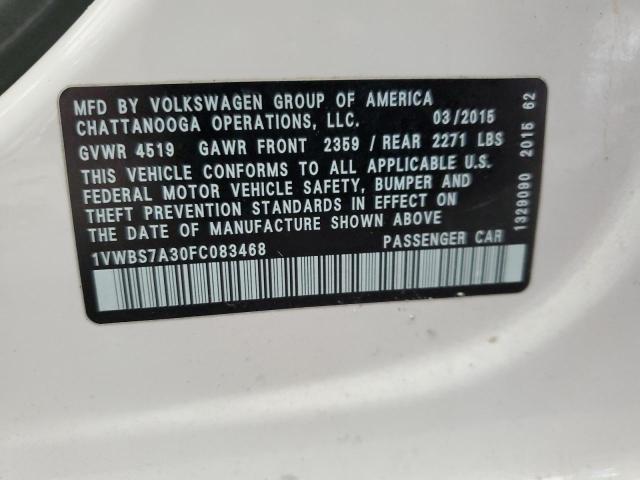 MFD BY VOLKSWAGEN GROUP OF AMERICA
CHATTANOOGA OPERATIONS, LLC. 03/2015
GVWR 4519 GAWR FRONT 2359 / REAR 2271 LBS
THIS VEHICLE CONFORMS TO ALL APPLICABLE U.S.
FEDERAL MOTOR VEHICLE SAFETY, BUMPER AND
THEFT PREVENTION STANDARDS IN EFFECT ON
THE DATE OF MANUFACTURE SHOWN ABOVE
1VWBS7A30FC083468 PASSENGER CAR
1329090 2015 62